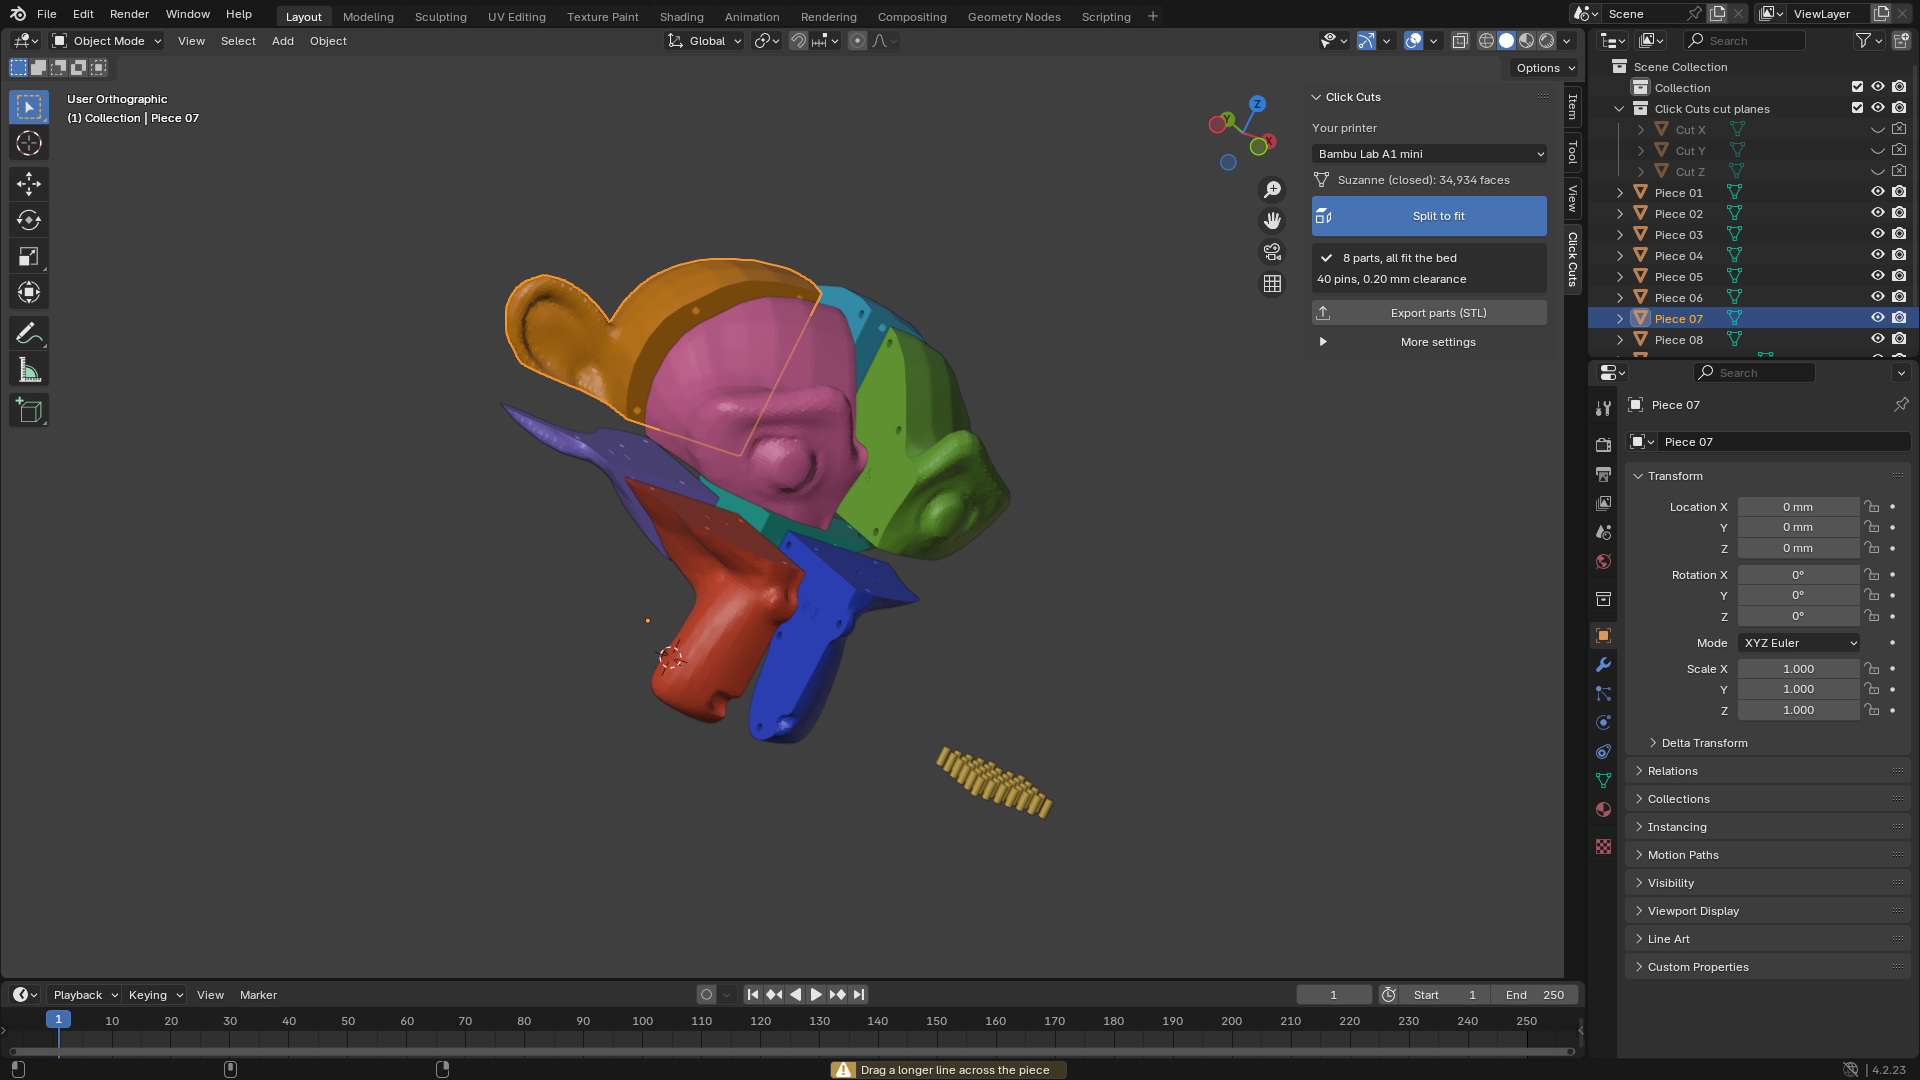 File Edit Render Window Help Layout Modeling Sculpting UV Editing Texture Paint Shading Animation Rendering Compositing Geometry Nodes Scripting Scene ViewLayer
Object Mode View Select Add Object Global Search
Options
User Orthographic
(1) Collection | Piece 07
Z
Y
X
Click Cuts
Your printer
Bambu Lab A1 mini
Suzanne (closed): 34,934 faces
Split to fit
8 parts, all fit the bed
40 pins, 0.20 mm clearance
Export parts (STL)
More settings
Item
Tool
View
Click Cuts
Scene Collection
Collection
Click Cuts cut planes
Cut X
Cut Y
Cut Z
Piece 01
Piece 02
Piece 03
Piece 04
Piece 05
Piece 06
Piece 07
Piece 08
Search
Piece 07
Piece 07
Transform
Location X 0 mm
Y 0 mm
Z 0 mm
Rotation X 0°
Y 0°
Z 0°
Mode XYZ Euler
Scale X 1.000
Y 1.000
Z 1.000
Delta Transform
Relations
Collections
Instancing
Motion Paths
Visibility
Viewport Display
Line Art
Custom Properties
Playback Keying View Marker 1 Start 1 End 250
1 10 20 30 40 50 60 70 80 90 100 110 120 130 140 150 160 170 180 190 200 210 220 230 240 250
Drag a longer line across the piece 4.2.23